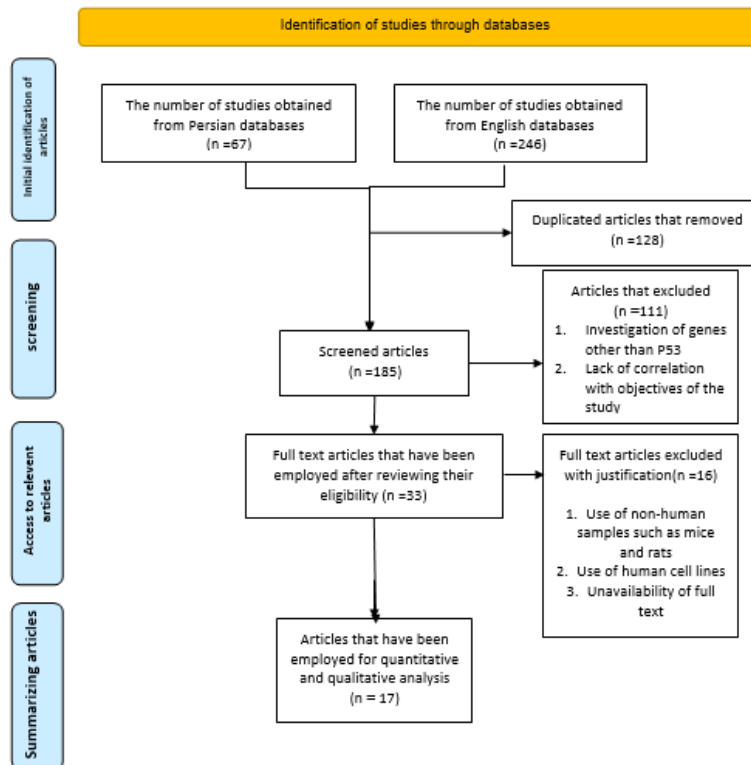 Identification of studies through databases
Initial identification of
articles
The number of studies obtained
from Persian databases
(n =67)
The number of studies obtained
from English databases
(n =246)
Duplicated articles that removed
(n =128)
screening
Screened articles
(n =185)
Articles that excluded
(n =111)
1. Investigation of genes
other than P53
2. Lack of correlation
with objectives of the
study
Access to relevent
articles
Full text articles that have been
employed after reviewing their
eligibility (n =33)
Full text articles excluded
with justification(n =16)
1. Use of non-human
samples such as mice
and rats
2. Use of human cell lines
3. Unavailability of full
text
Summarizing articles
Articles that have been
employed for quantitative
and qualitative analysis
(n = 17)